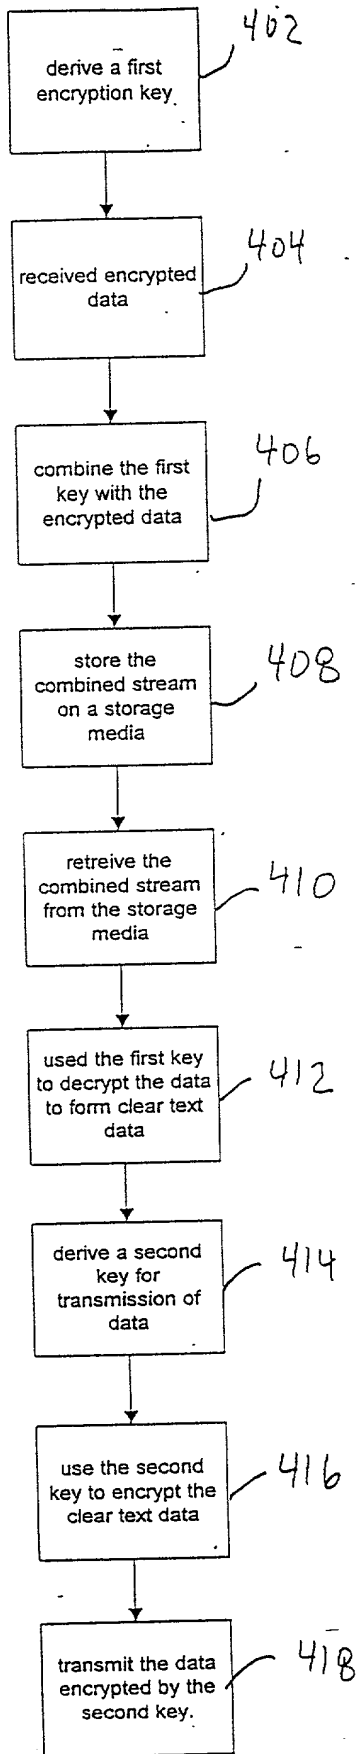 402
derive a first
encryption key.
404
received encrypted
data
406
combine the first
key with the
encrypted data
408
store the
combined stream
on a storage
media
retreive the
combined stream
from the storage
media
410
used the first key
to decrypt the data
to form clear text
data
412
derive a second
key for
transmission of
data
414
use the second
key to encrypt the
clear text data
416
transmit the data
encrypted by the
second key.
418